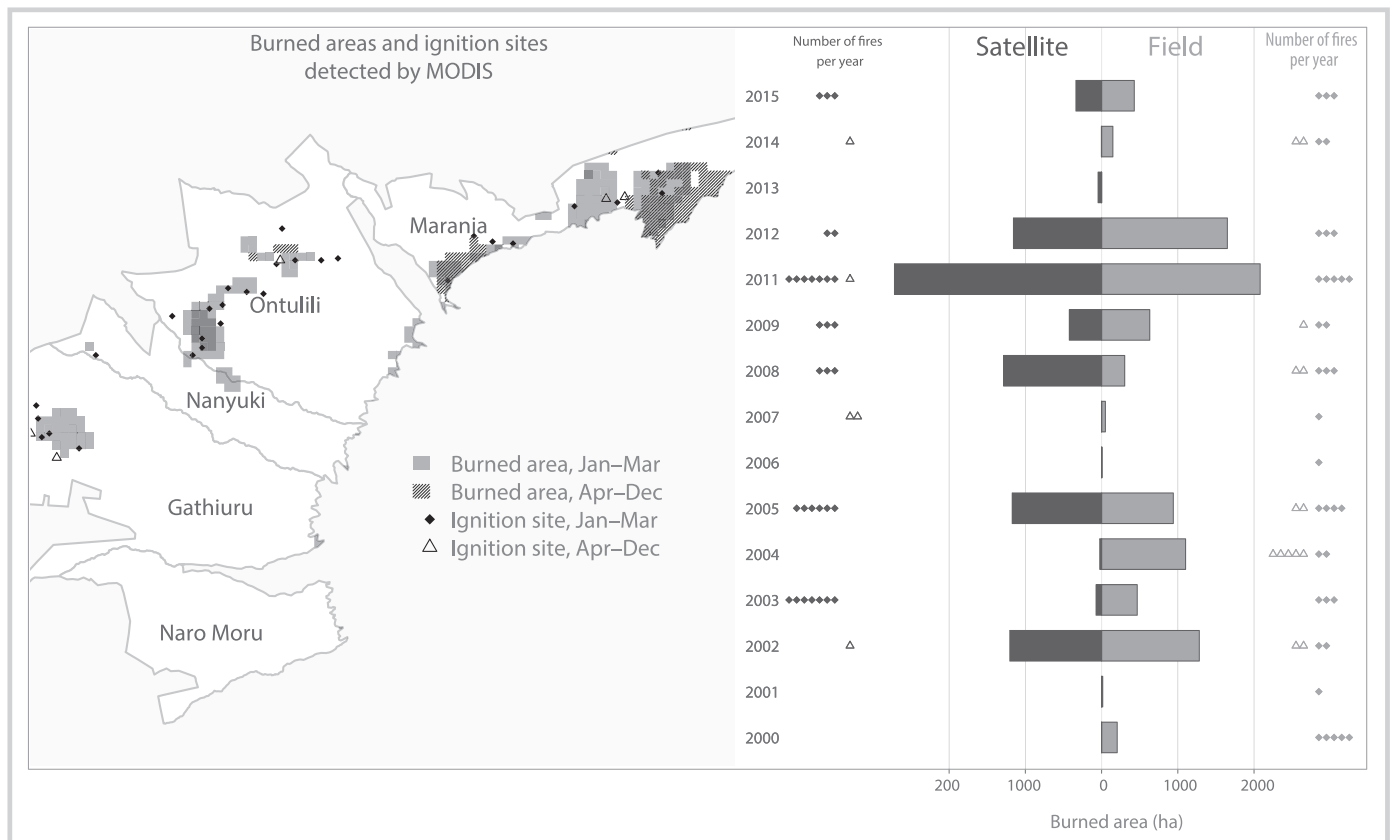 Burned areas and ignition sites
detected by MODIS
Maranja
Ontulili
Nanyuki
Gathiuru
Naro Moru
Burned area, Jan–Mar
Burned area, Apr–Dec
Ignition site, Jan–Mar
Ignition site, Apr–Dec
Number of fires
per year
Satellite
Field
Number of fires
per year
2015
2014
2013
2012
2011
2009
2008
2007
2006
2005
2004
2003
2002
2001
2000
200 1000 0 1000 2000
Burned area (ha)